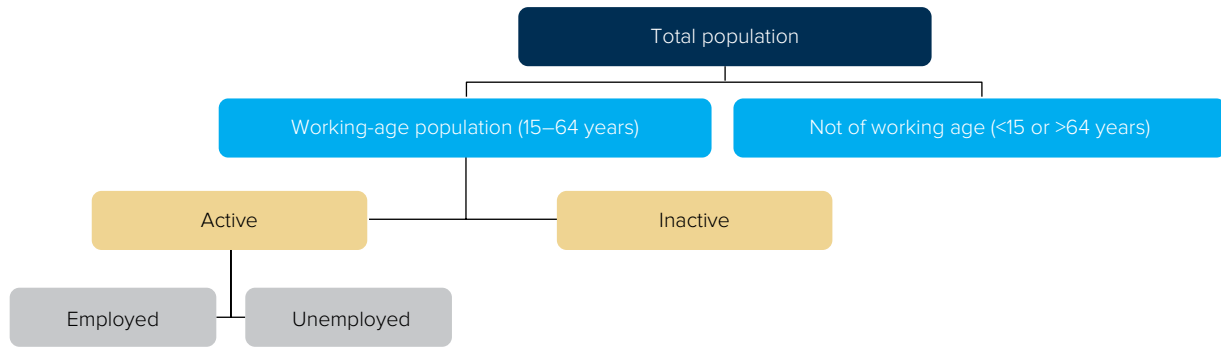 Total population
Working-age population (15–64 years)
Not of working age (<15 or >64 years)
Active
Inactive
Employed
Unemployed